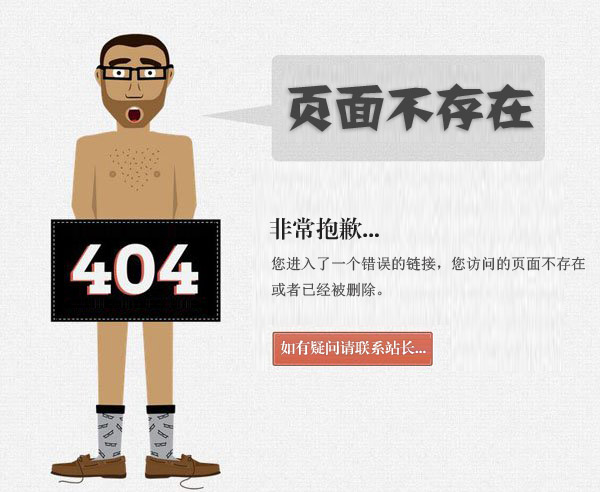 页面不存在
404
非常抱歉...
您进入了一个错误的链接，您访问的页面不存在
或者已经被删除。
如有疑问请联系站长...